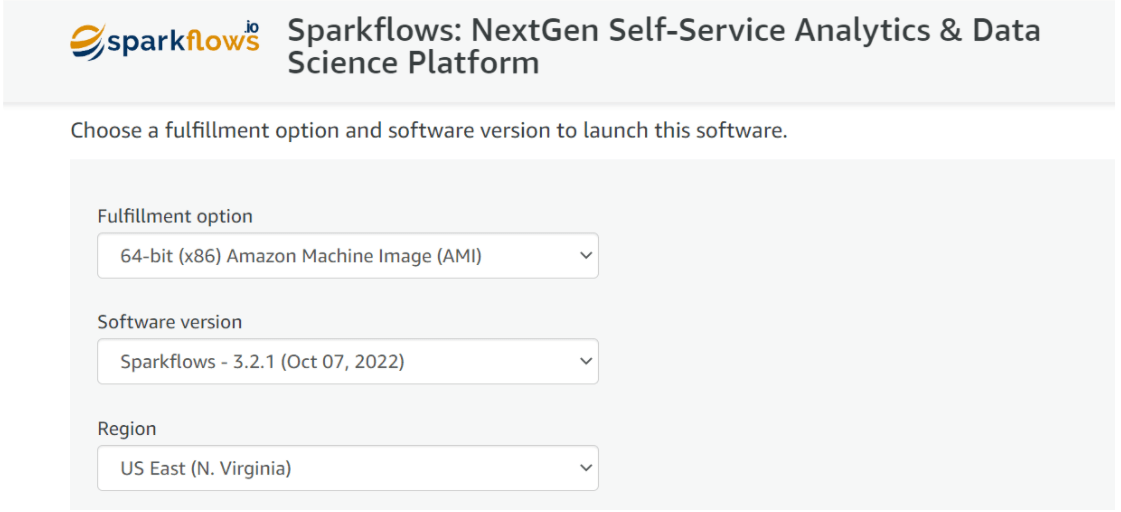 sparkflows.io
Sparkflows: NextGen Self-Service Analytics & Data
Science Platform
Choose a fulfillment option and software version to launch this software.
Fulfillment option
64-bit (x86) Amazon Machine Image (AMI)
Software version
Sparkflows - 3.2.1 (Oct 07, 2022)
Region
US East (N. Virginia)